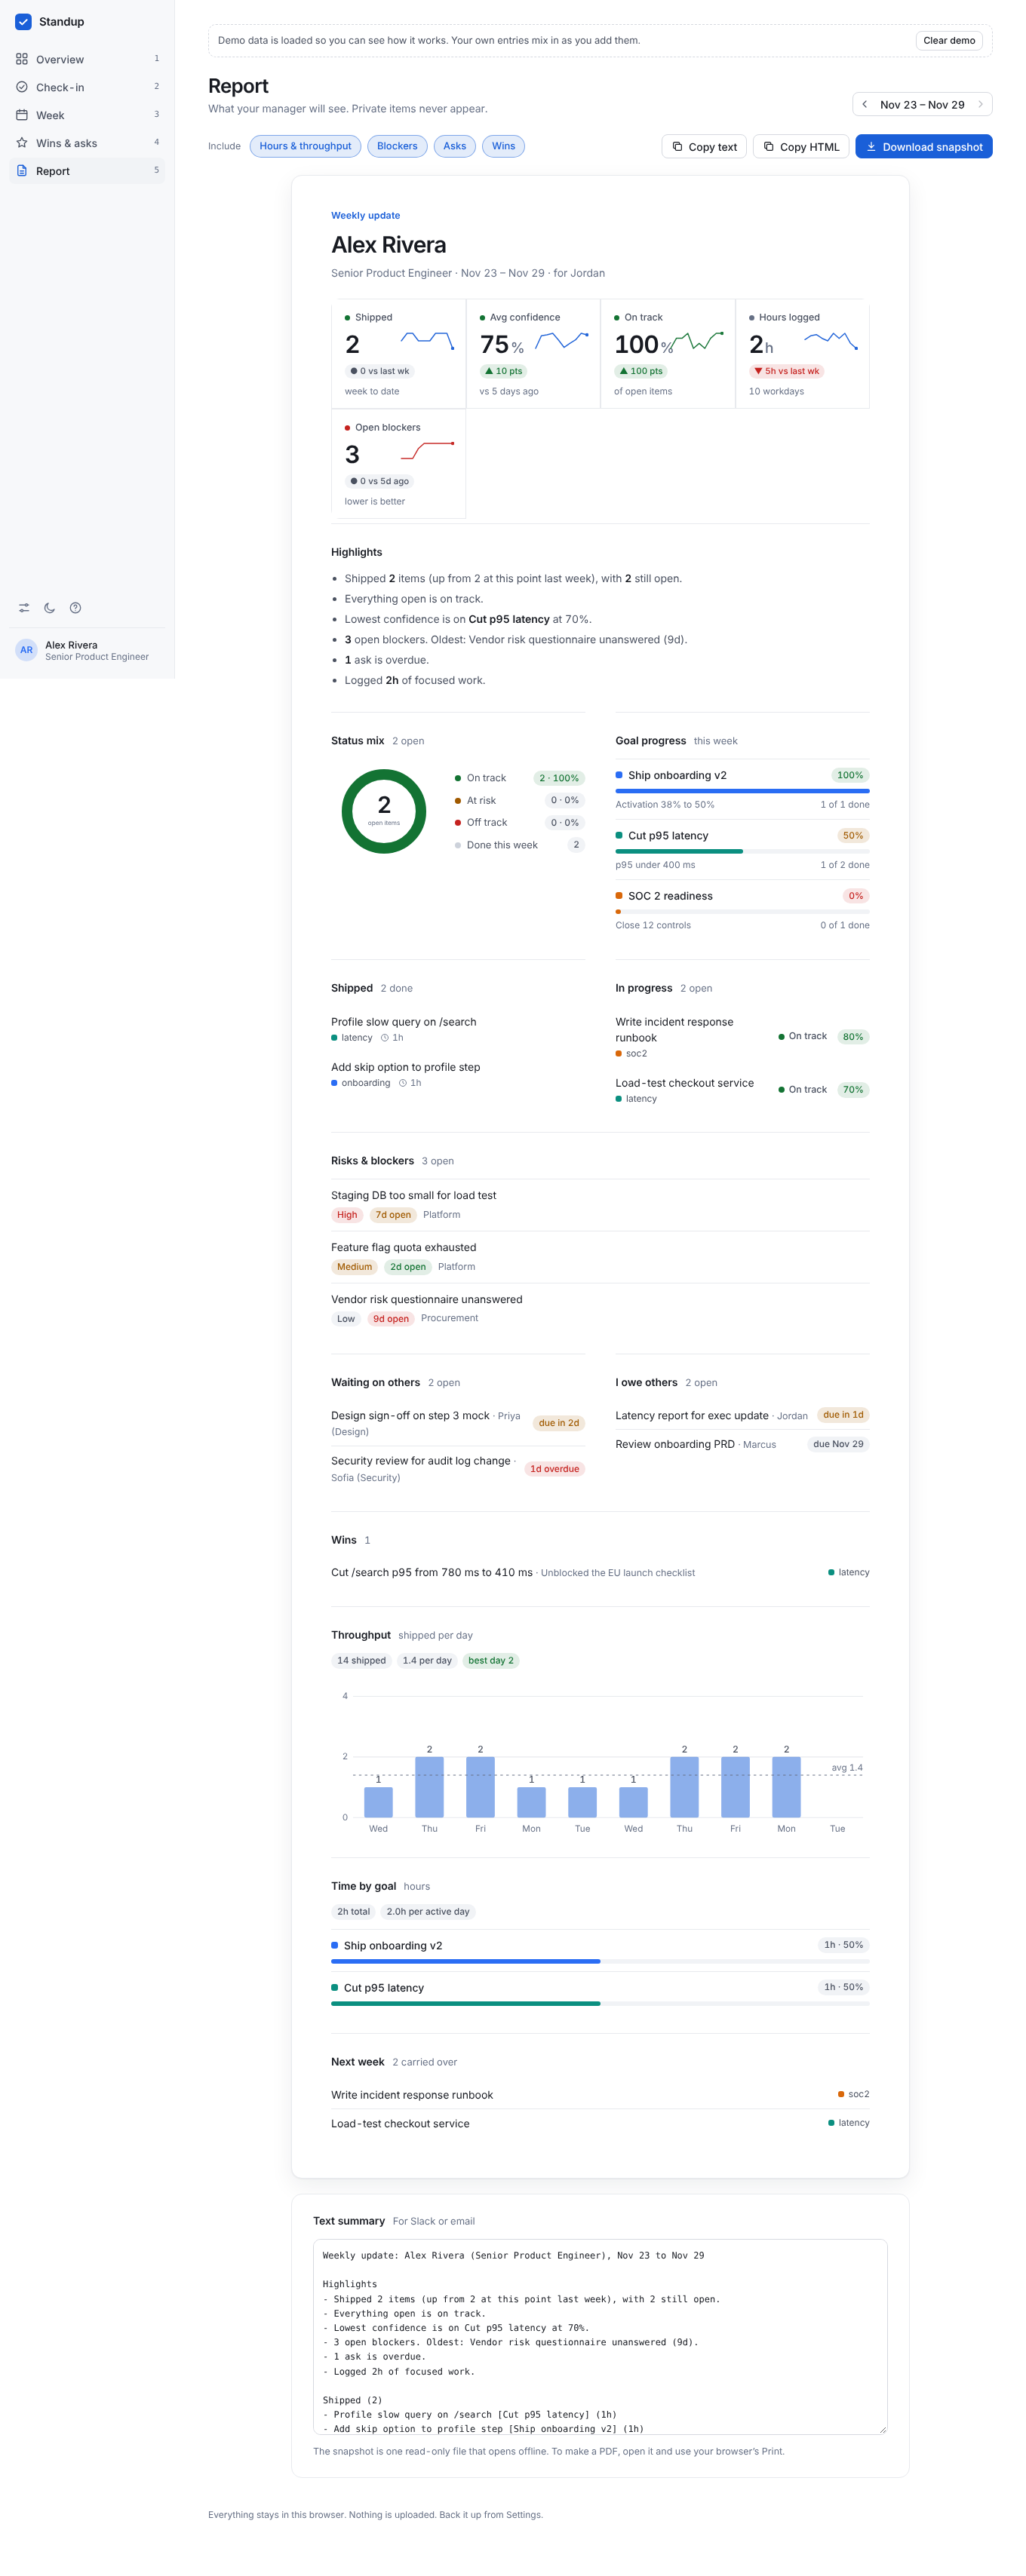 Standup
Overview 1
Check-in 2
Week 3
Wins & asks 4
Report 5
AR
Alex Rivera
Senior Product Engineer
Demo data is loaded so you can see how it works. Your own entries mix in as you add them.
Clear demo
Report
What your manager will see. Private items never appear.
Nov 23 – Nov 29
Include Hours & throughput Blockers Asks Wins
Copy text Copy HTML Download snapshot
Weekly update
Alex Rivera
Senior Product Engineer · Nov 23 – Nov 29 · for Jordan
Shipped
2
0 vs last wk
week to date
Avg confidence
75%
▲ 10 pts
vs 5 days ago
On track
100%
▲ 100 pts
of open items
Hours logged
2h
▼ 5h vs last wk
10 workdays
Open blockers
3
0 vs 5d ago
lower is better
Highlights
• Shipped 2 items (up from 2 at this point last week), with 2 still open.
• Everything open is on track.
• Lowest confidence is on Cut p95 latency at 70%.
• 3 open blockers. Oldest: Vendor risk questionnaire unanswered (9d).
• 1 ask is overdue.
• Logged 2h of focused work.
Status mix 2 open
2
open items
On track 2 · 100%
At risk 0 · 0%
Off track 0 · 0%
Done this week 2
Goal progress this week
Ship onboarding v2 100%
Activation 38% to 50% 1 of 1 done
Cut p95 latency 50%
p95 under 400 ms 1 of 2 done
SOC 2 readiness 0%
Close 12 controls 0 of 1 done
Shipped 2 done
Profile slow query on /search
latency 1h
Add skip option to profile step
onboarding 1h
In progress 2 open
Write incident response
runbook
soc2
On track 80%
Load-test checkout service
latency
On track 70%
Risks & blockers 3 open
Staging DB too small for load test
High 7d open Platform
Feature flag quota exhausted
Medium 2d open Platform
Vendor risk questionnaire unanswered
Low 9d open Procurement
Waiting on others 2 open
Design sign-off on step 3 mock · Priya
(Design)
due in 2d
Security review for audit log change ·
Sofia (Security)
1d overdue
I owe others 2 open
Latency report for exec update · Jordan due in 1d
Review onboarding PRD · Marcus due Nov 29
Wins 1
Cut /search p95 from 780 ms to 410 ms · Unblocked the EU launch checklist latency
Throughput shipped per day
14 shipped 1.4 per day best day 2
4
2
0
1 2 2 1 1 1 2 2 2
avg 1.4
Wed Thu Fri Mon Tue Wed Thu Fri Mon Tue
Time by goal hours
2h total 2.0h per active day
Ship onboarding v2 1h · 50%
Cut p95 latency 1h · 50%
Next week 2 carried over
Write incident response runbook soc2
Load-test checkout service latency
Text summary For Slack or email
Weekly update: Alex Rivera (Senior Product Engineer), Nov 23 to Nov 29
Highlights
- Shipped 2 items (up from 2 at this point last week), with 2 still open.
- Everything open is on track.
- Lowest confidence is on Cut p95 latency at 70%.
- 3 open blockers. Oldest: Vendor risk questionnaire unanswered (9d).
- 1 ask is overdue.
- Logged 2h of focused work.
Shipped (2)
- Profile slow query on /search [Cut p95 latency] (1h)
- Add skip option to profile step [Ship onboarding v2] (1h)
The snapshot is one read-only file that opens offline. To make a PDF, open it and use your browser's Print.
Everything stays in this browser. Nothing is uploaded. Back it up from Settings.